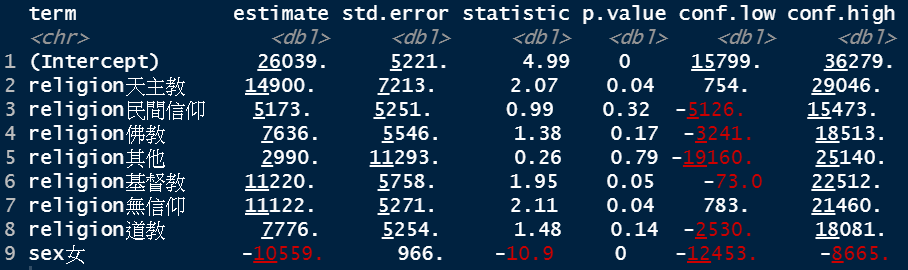 term estimate std.error statistic p.value conf.low conf.high
<chr> <dbl> <dbl> <dbl> <dbl> <dbl> <dbl>
1 (Intercept) 26039. 5221. 4.99 0 15799. 36279.
2 religion天主教 14900. 7213. 2.07 0.04 754. 29046.
3 religion民間信仰 5173. 5251. 0.99 0.32 -5126. 15473.
4 religion佛教 7636. 5546. 1.38 0.17 -3241. 18513.
5 religion其他 2990. 11293. 0.26 0.79 -19160. 25140.
6 religion基督教 11220. 5758. 1.95 0.05 -73.0 22512.
7 religion無信仰 11122. 5271. 2.11 0.04 783. 21460.
8 religion道教 7776. 5254. 1.48 0.14 -2530. 18081.
9 sex女 -10559. 966. -10.9 0 -12453. -8665.